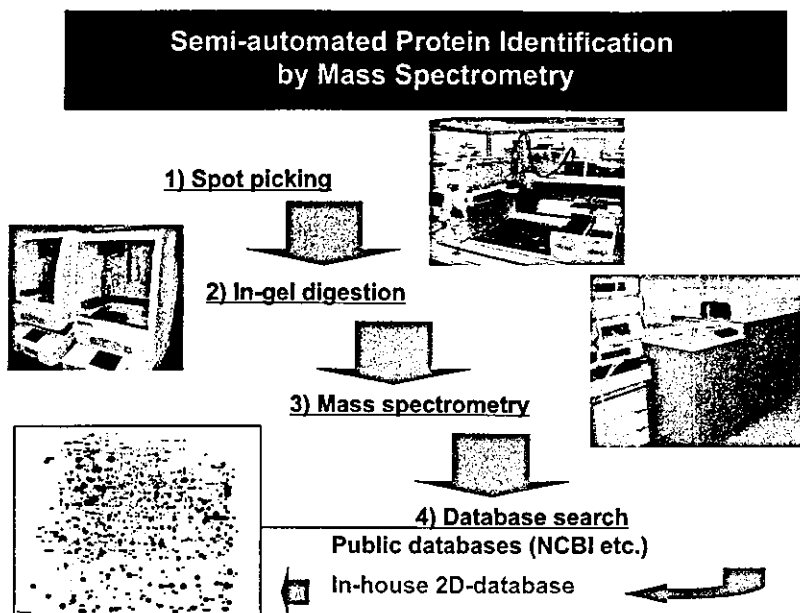 Semi-automated Protein Identification
by Mass Spectrometry
1) Spot picking
2) In-gel digestion
3) Mass spectrometry
4) Database search
Public databases (NCBI etc.)
In-house 2D-database